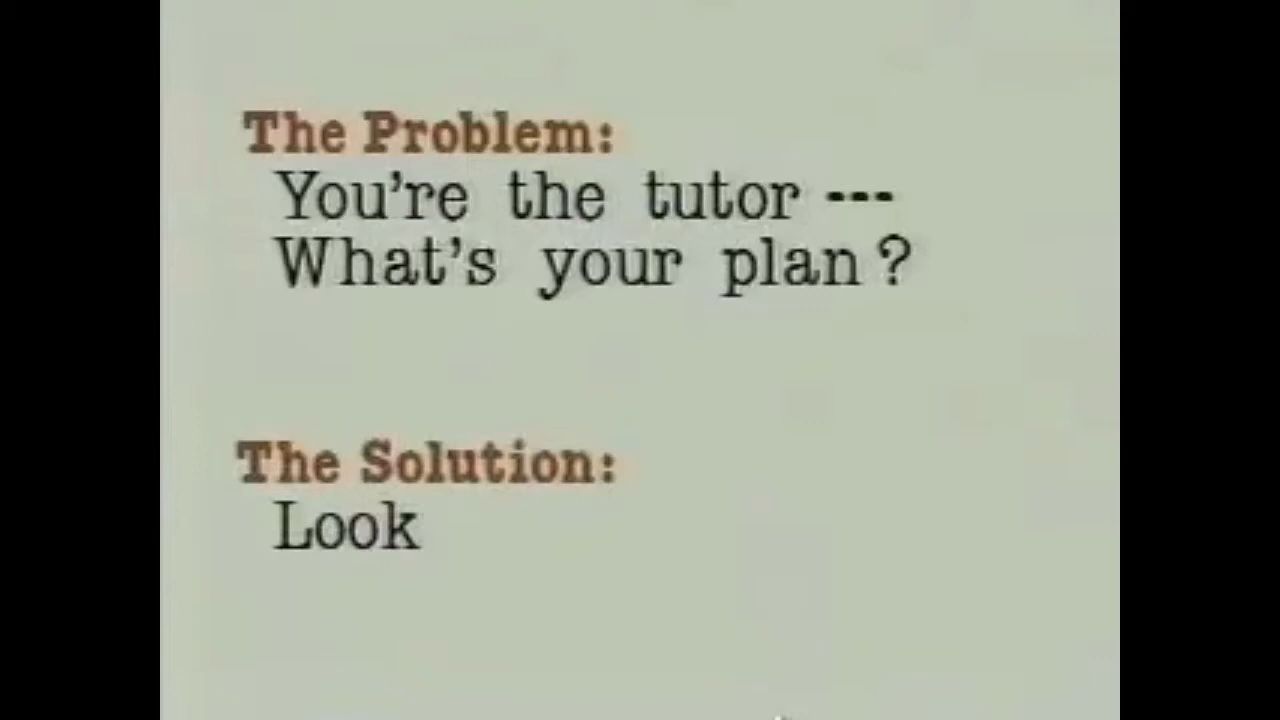 The Problem:
You're the tutor ---
What's your plan ?
The Solution:
Look